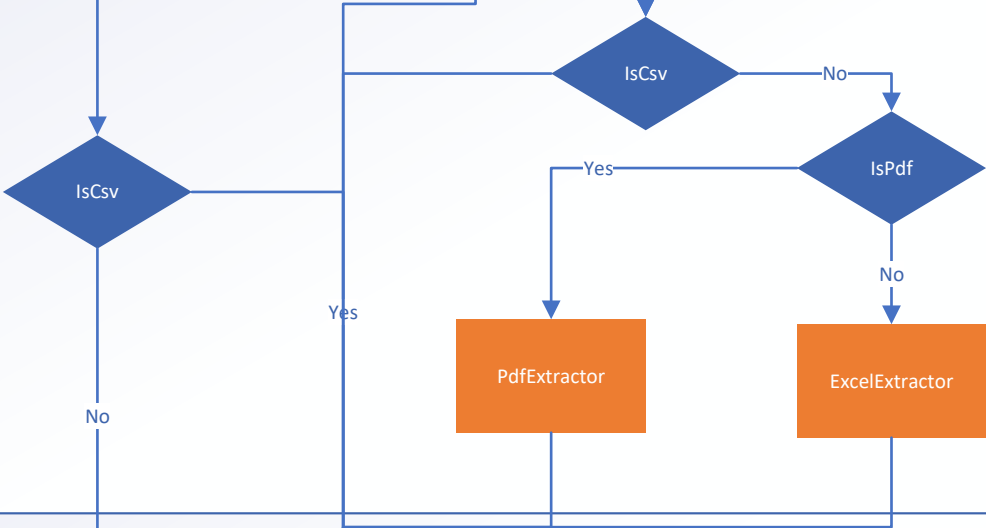 IsCsv
No
IsPdf
Yes
IsCsv
No
Yes
PdfExtractor
ExcelExtractor
No